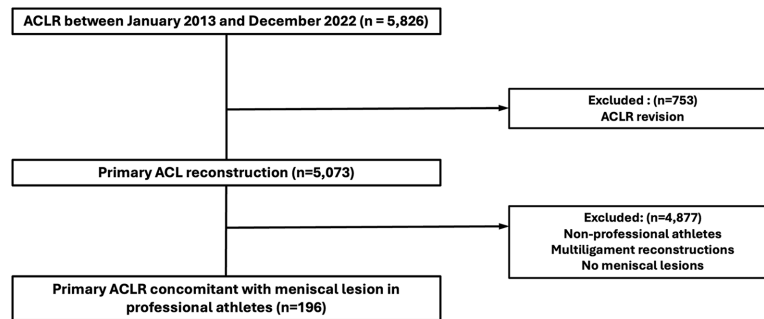 ACLR between January 2013 and December 2022 (n = 5,826)
Excluded : (n=753)
ACLR revision
Primary ACL reconstruction (n=5,073)
Excluded: (n=4,877)
Non-professional athletes
Multiligament reconstructions
No meniscal lesions
Primary ACLR concomitant with meniscal lesion in
professional athletes (n=196)